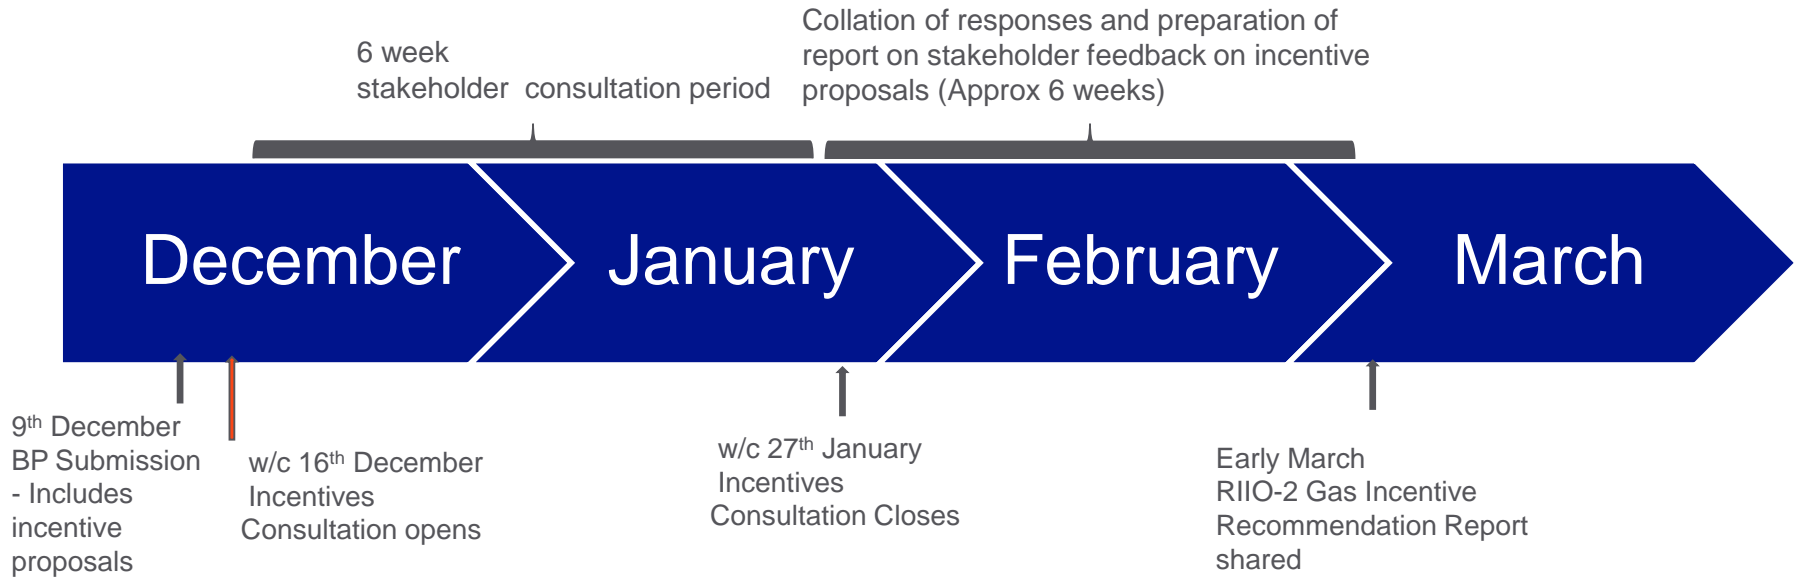 6 week
stakeholder consultation period
Collation of responses and preparation of
report on stakeholder feedback on incentive
proposals (Approx 6 weeks)
December
January
February
March
9th December
BP Submission
- Includes
incentive
proposals
w/c 16th December
Incentives
Consultation opens
w/c 27th January
Incentives
Consultation Closes
Early March
RIIO-2 Gas Incentive
Recommendation Report
shared